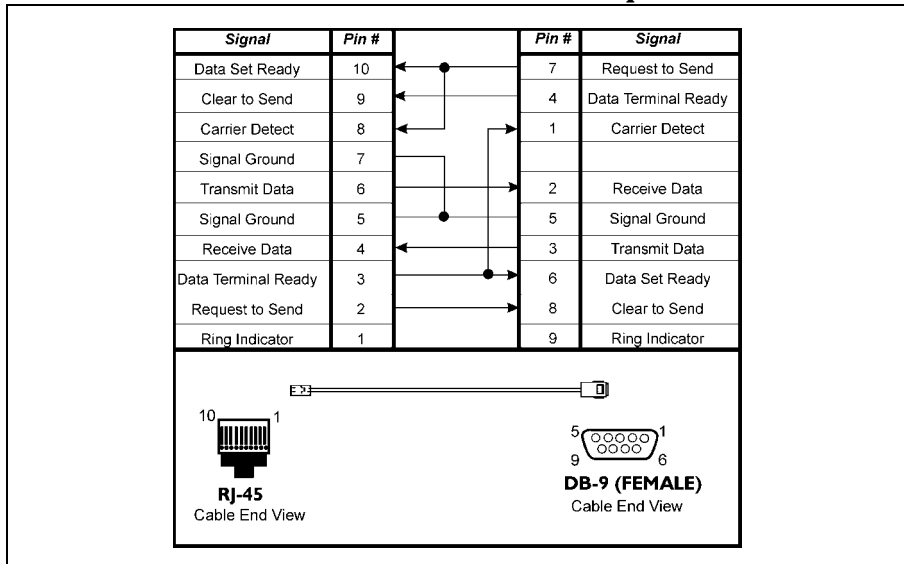 Signal Pin # Pin # Signal
Data Set Ready 10 7 Request to Send
Clear to Send 9 4 Data Terminal Ready
Carrier Detect 8 1 Carrier Detect
Signal Ground 7
Transmit Data 6 2 Receive Data
Signal Ground 5 5 Signal Ground
Receive Data 4 3 Transmit Data
Data Terminal Ready 3 6 Data Set Ready
Request to Send 2 8 Clear to Send
Ring Indicator 1 9 Ring Indicator
10 1
5 1
9 6
RJ-45
Cable End View
DB-9 (FEMALE)
Cable End View